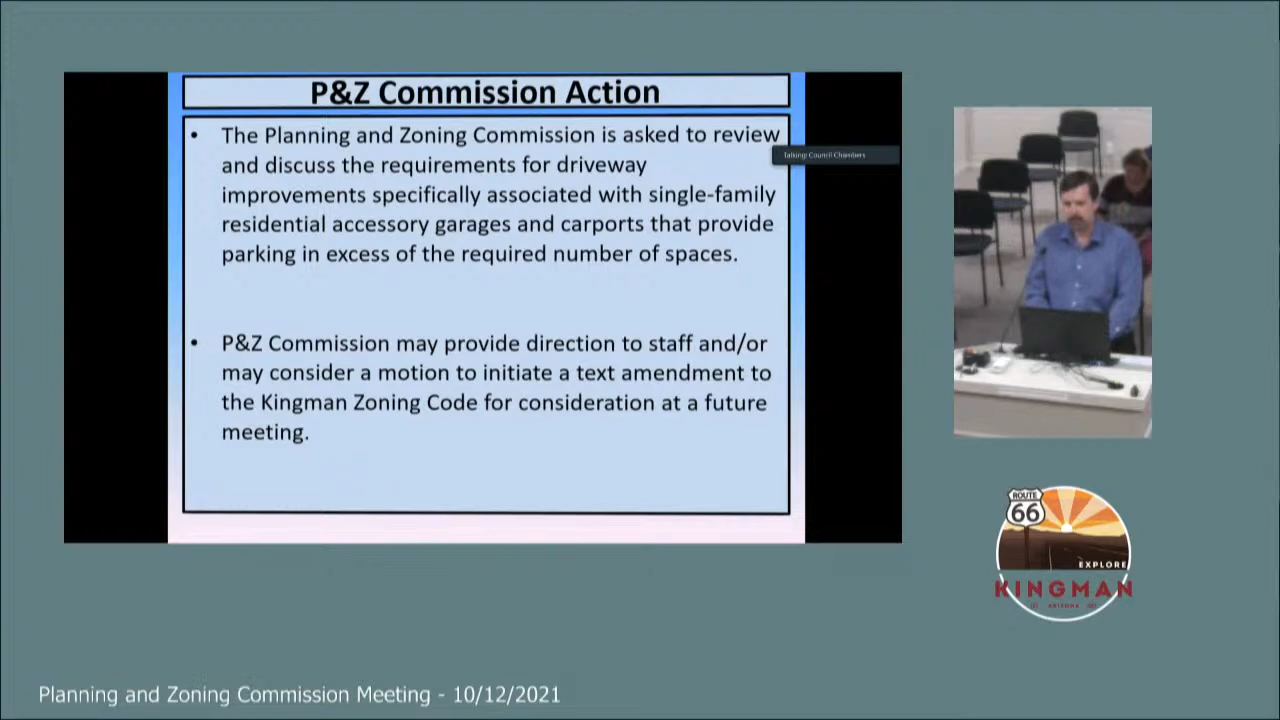 P&Z Commission Action
• The Planning and Zoning Commission is asked to review
and discuss the requirements for driveway
improvements specifically associated with single-family
residential accessory garages and carports that provide
parking in excess of the required number of spaces.
• P&Z Commission may provide direction to staff and/or
may consider a motion to initiate a text amendment to
the Kingman Zoning Code for consideration at a future
meeting.
Talking: Council Chambers
ROUTE
66
EXPLORE
KINGMAN
ARIZONA
Planning and Zoning Commission Meeting - 10/12/2021